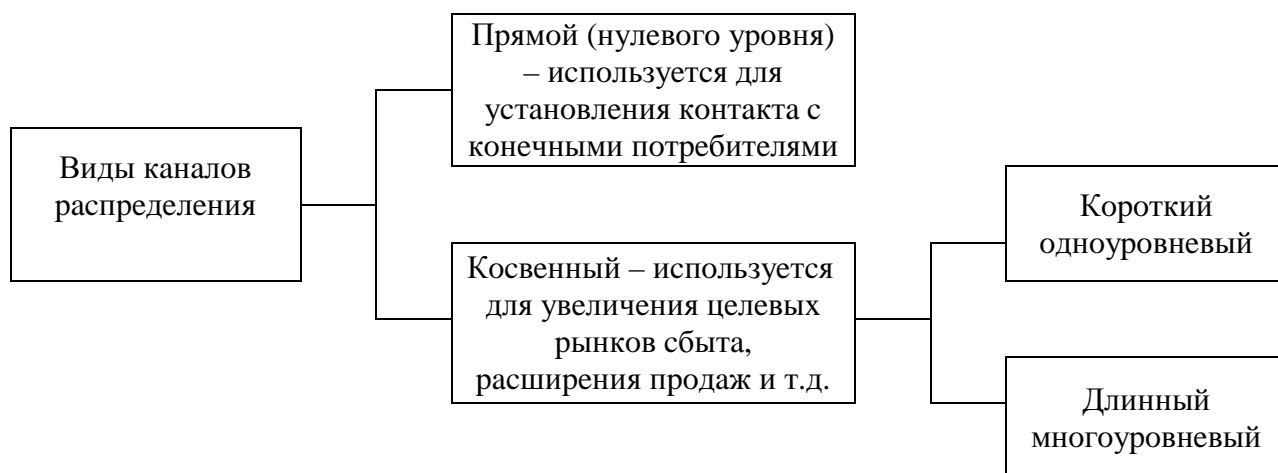 Виды каналов
распределения
Прямой (нулевого уровня)
– используется для
установления контакта с
конечными потребителями
Косвенный – используется
для увеличения целевых
рынков сбыта,
расширения продаж и т.д.
Короткий
одноуровневый
Длинный
многоуровневый